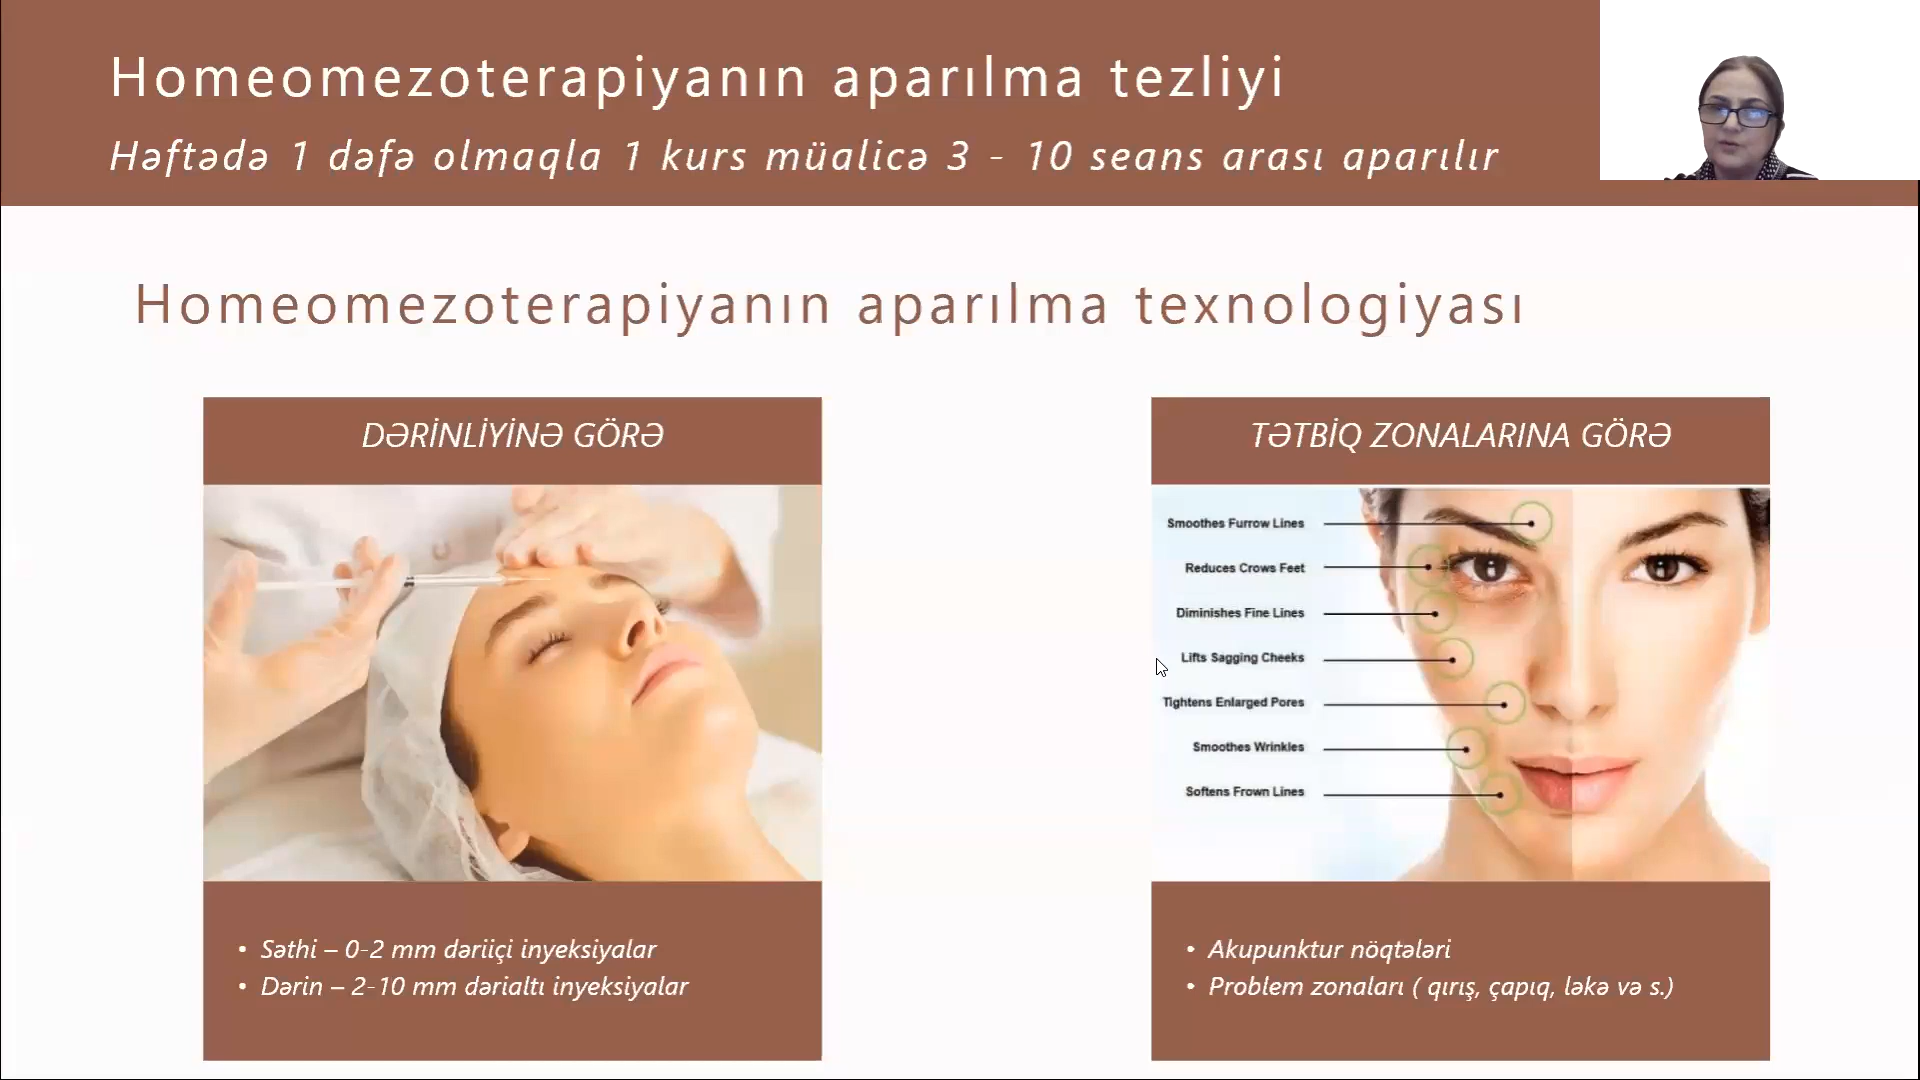 Homeomezoterapiyanın aparılma tezliyi
Həftədə 1 dəfə olmaqla 1 kurs müalicə 3 - 10 seans arası aparılır
Homeomezoterapiyanın aparılma texnologiyası
DƏRİNLİYİNƏ GÖRƏ
• Səthi – 0-2 mm dəriiçi inyeksiyalar
• Dərin – 2-10 mm dərialtı inyeksiyalar
TƏTBİQ ZONALARINA GÖRƏ
Smoothes Furrow Lines
Reduces Crows Feet
Diminishes Fine Lines
Lifts Sagging Cheeks
Tightens Enlarged Pores
Smoothes Wrinkles
Softens Frown Lines
• Akupunktur nöqtələri
• Problem zonaları ( qırış, çapıq, ləkə və s.)